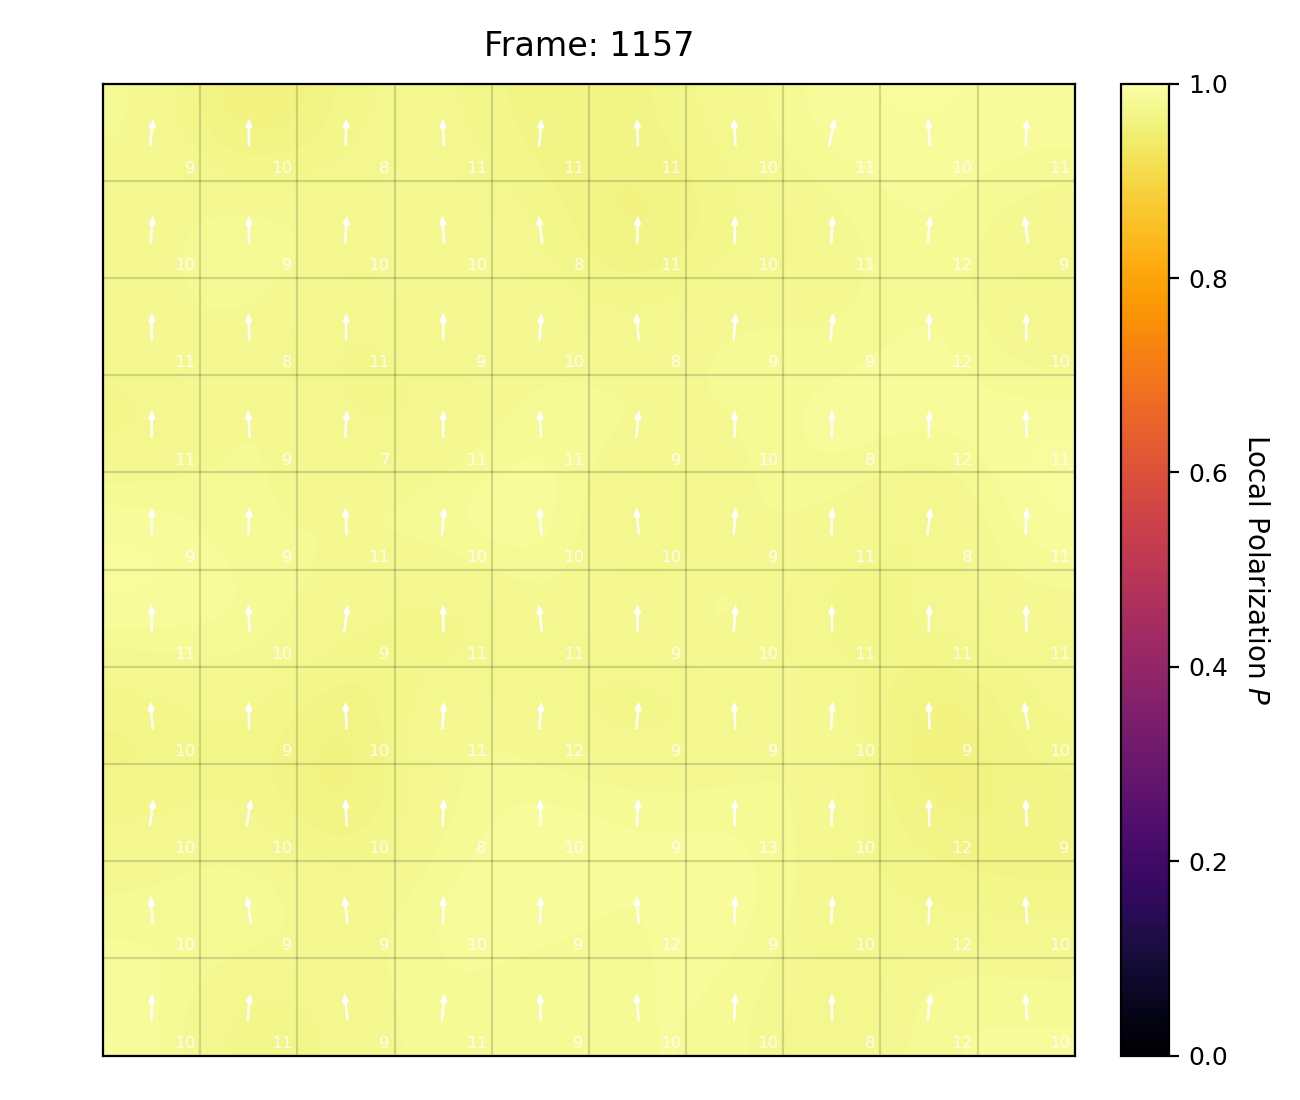 Frame: 1157
9 10 8 11 11 11 10 11 10 11
10 9 10 10 8 11 10 11 12 9
11 8 11 9 10 8 9 9 12 10
11 9 7 11 11 9 10 8 12 11
9 9 11 10 10 10 9 11 8 11
11 10 9 11 11 9 10 11 11 11
10 9 10 11 12 9 9 10 9 10
10 10 10 8 10 9 13 10 12 9
10 9 9 10 9 12 9 10 12 10
10 11 9 11 9 10 10 8 12 10
1.0
0.8
0.6
0.4
0.2
0.0
Local Polarization P